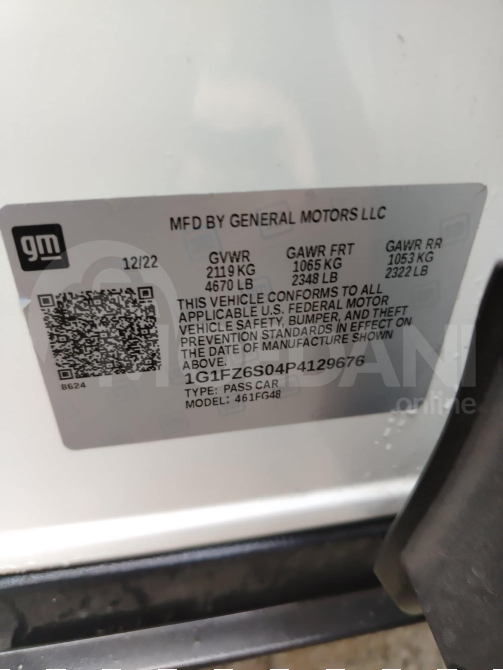 gm
MFD BY GENERAL MOTORS LLC
12/22 GVWR GAWR FRT GAWR RR
2119 KG 1065 KG 1053 KG
4670 LB 2348 LB 2322 LB
THIS VEHICLE CONFORMS TO ALL
APPLICABLE U.S. FEDERAL MOTOR
VEHICLE SAFETY, BUMPER, AND THEFT
PREVENTION STANDARDS IN EFFECT ON
THE DATE OF MANUFACTURE SHOWN
ABOVE.
1G1FZ6S04P4129676
8624
TYPE: PASS CAR
MODEL: 461FG48
online